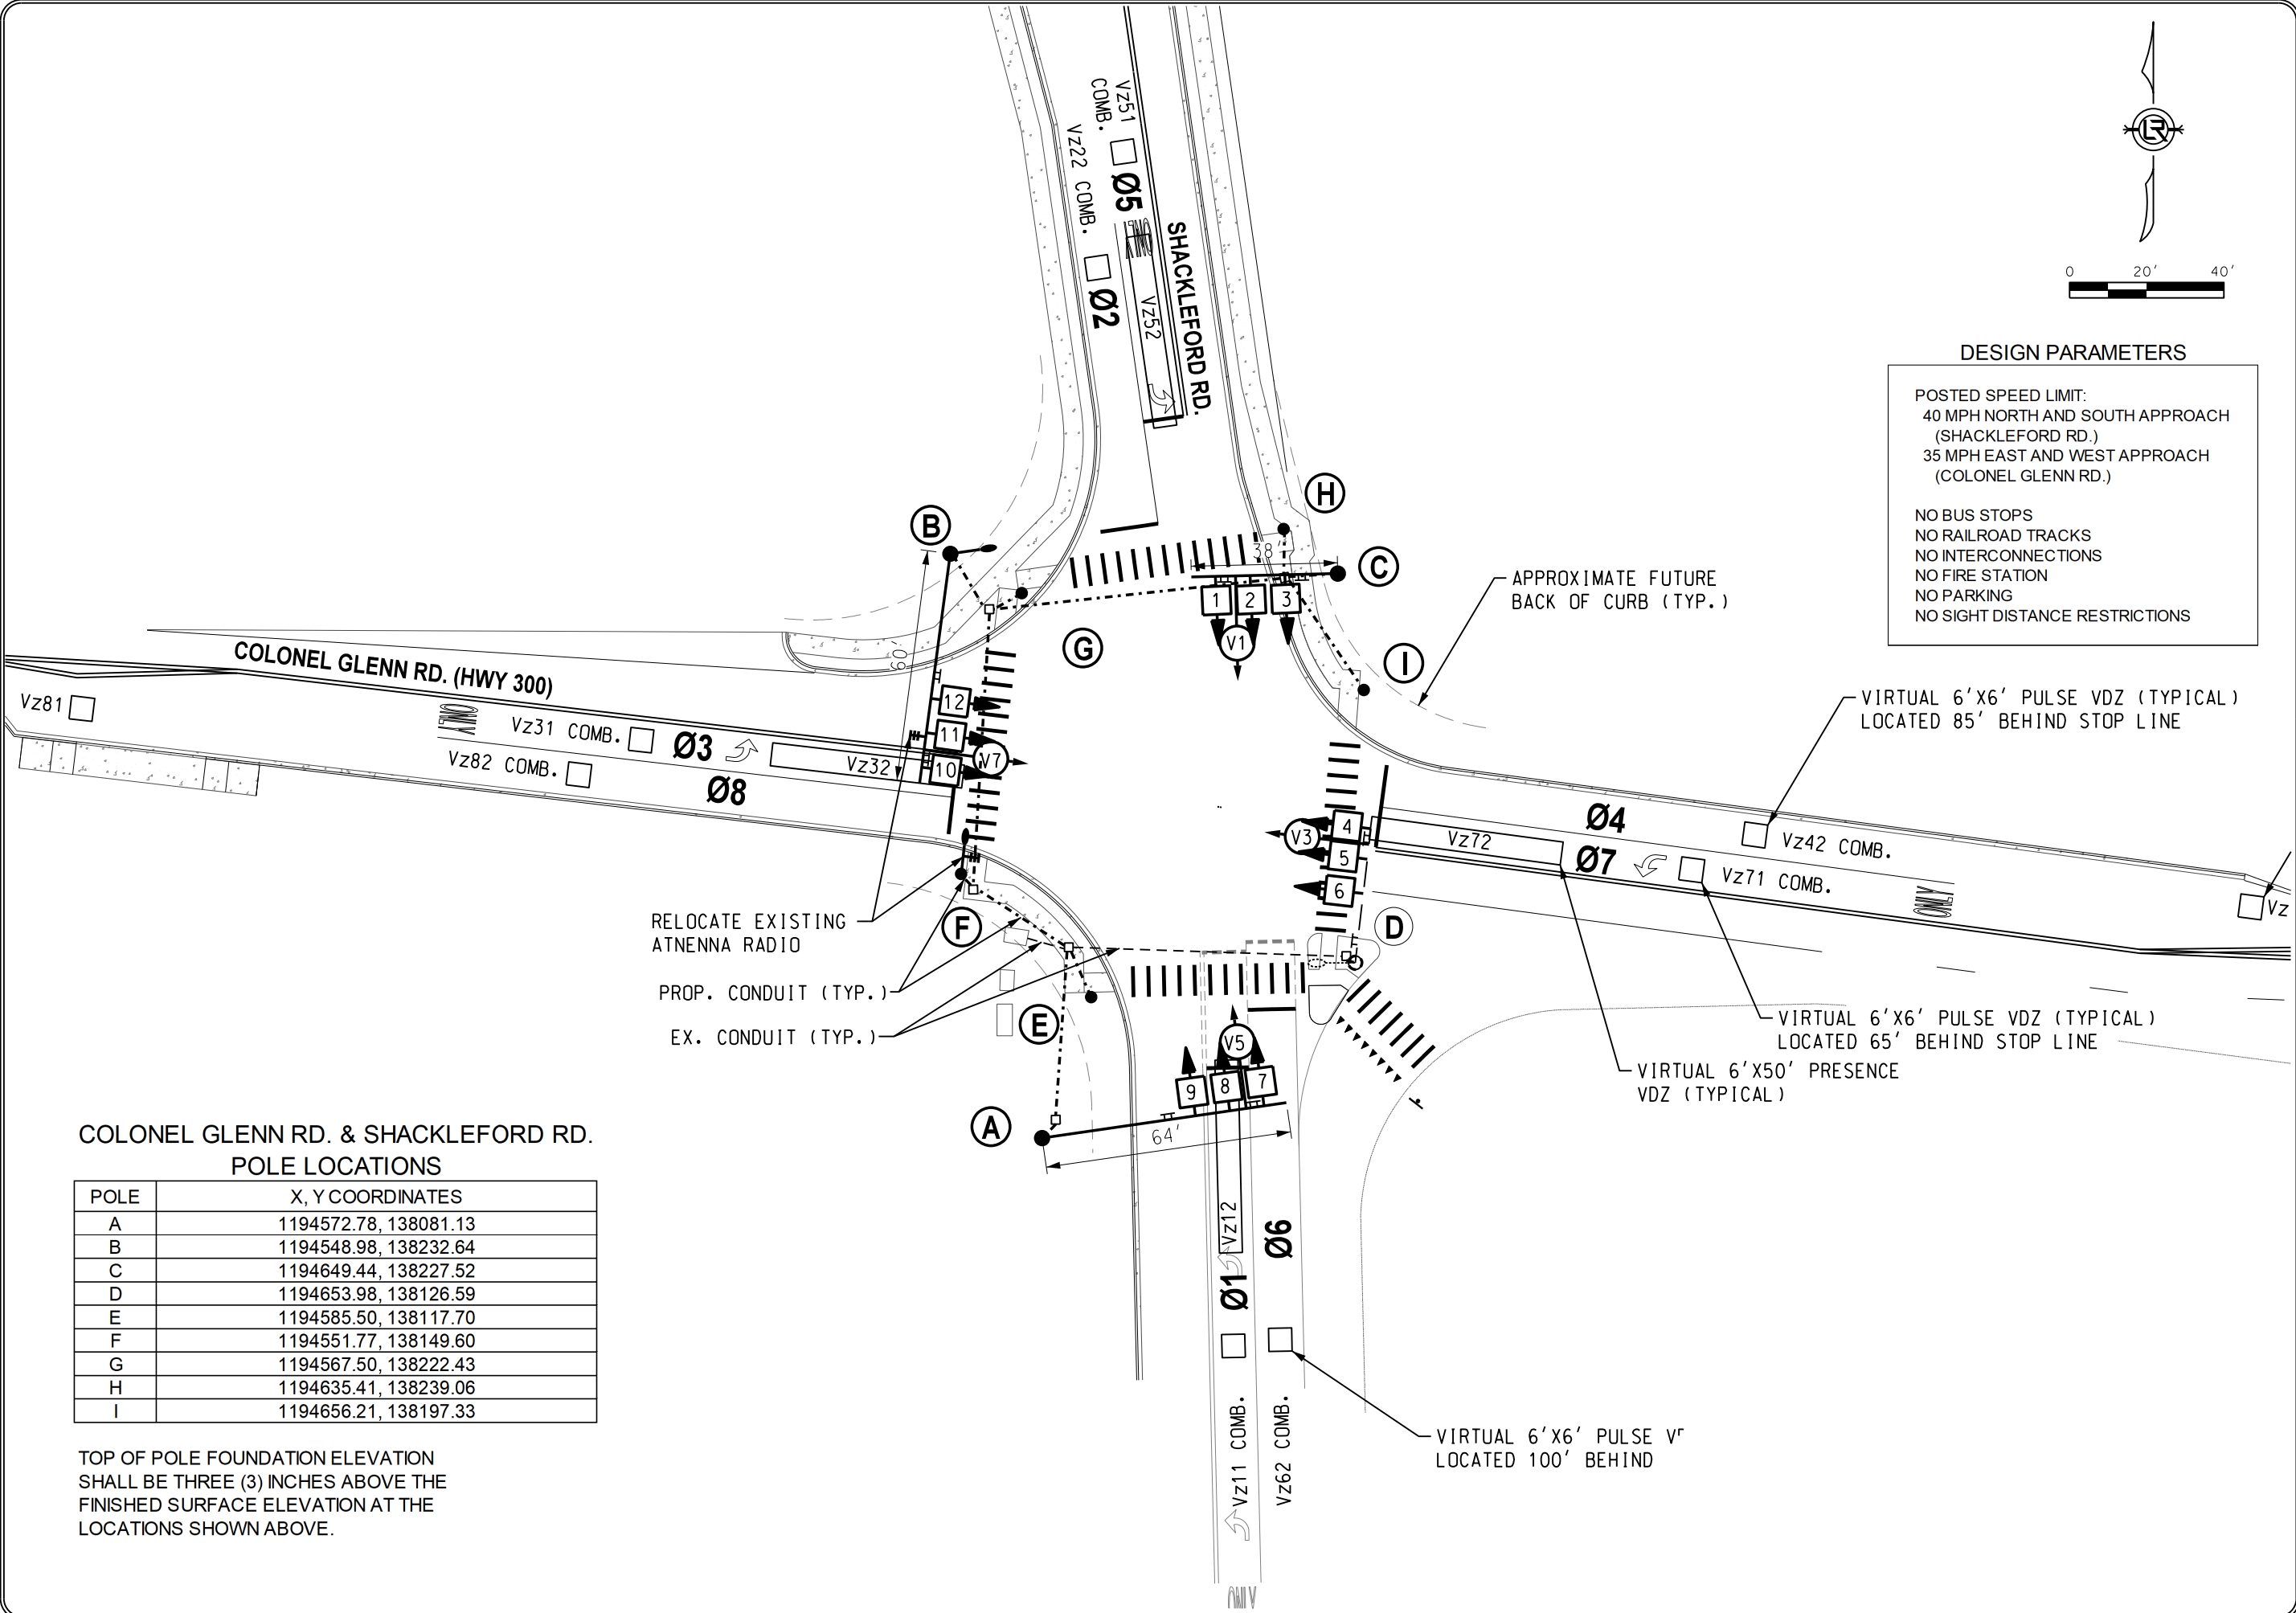 Vz51
COMB.
Vz22 COMB.
Ø5
Ø2
ONLY
Vz52
SHACKLEFORD RD.
LR
0 20' 40'
DESIGN PARAMETERS
POSTED SPEED LIMIT:
40 MPH NORTH AND SOUTH APPROACH
(SHACKLEFORD RD.)
35 MPH EAST AND WEST APPROACH
(COLONEL GLENN RD.)
NO BUS STOPS
NO RAILROAD TRACKS
NO INTERCONNECTIONS
NO FIRE STATION
NO PARKING
NO SIGHT DISTANCE RESTRICTIONS
H
B
C
38'
1 2 3
V1
G
I
APPROXIMATE FUTURE
BACK OF CURB (TYP.)
60'
COLONEL GLENN RD. (HWY 300)
Vz81
ONLY
Vz31 COMB.
Ø3
Vz82 COMB.
Ø8
Vz32
12
11
10
V7
VIRTUAL 6'X6' PULSE VDZ (TYPICAL)
LOCATED 85' BEHIND STOP LINE
V3
4
5
6
Vz72
Ø4
Ø7
Vz42 COMB.
Vz71 COMB.
ONLY
Vz
D
RELOCATE EXISTING
ATNENNA RADIO
F
PROP. CONDUIT (TYP.)
EX. CONDUIT (TYP.)
E
V5
9 8 7
A
64'
VIRTUAL 6'X6' PULSE VDZ (TYPICAL)
LOCATED 65' BEHIND STOP LINE
VIRTUAL 6'X50' PRESENCE
VDZ (TYPICAL)
Vz12
Ø1
Ø6
Vz11 COMB.
Vz62 COMB.
ONLY
VIRTUAL 6'X6' PULSE
LOCATED 100' BEHIND
COLONEL GLENN RD. & SHACKLEFORD RD.
POLE LOCATIONS
POLE X, Y COORDINATES
A 1194572.78, 138081.13
B 1194548.98, 138232.64
C 1194649.44, 138227.52
D 1194653.98, 138126.59
E 1194585.50, 138117.70
F 1194551.77, 138149.60
G 1194567.50, 138222.43
H 1194635.41, 138239.06
I 1194656.21, 138197.33
TOP OF POLE FOUNDATION ELEVATION
SHALL BE THREE (3) INCHES ABOVE THE
FINISHED SURFACE ELEVATION AT THE
LOCATIONS SHOWN ABOVE.